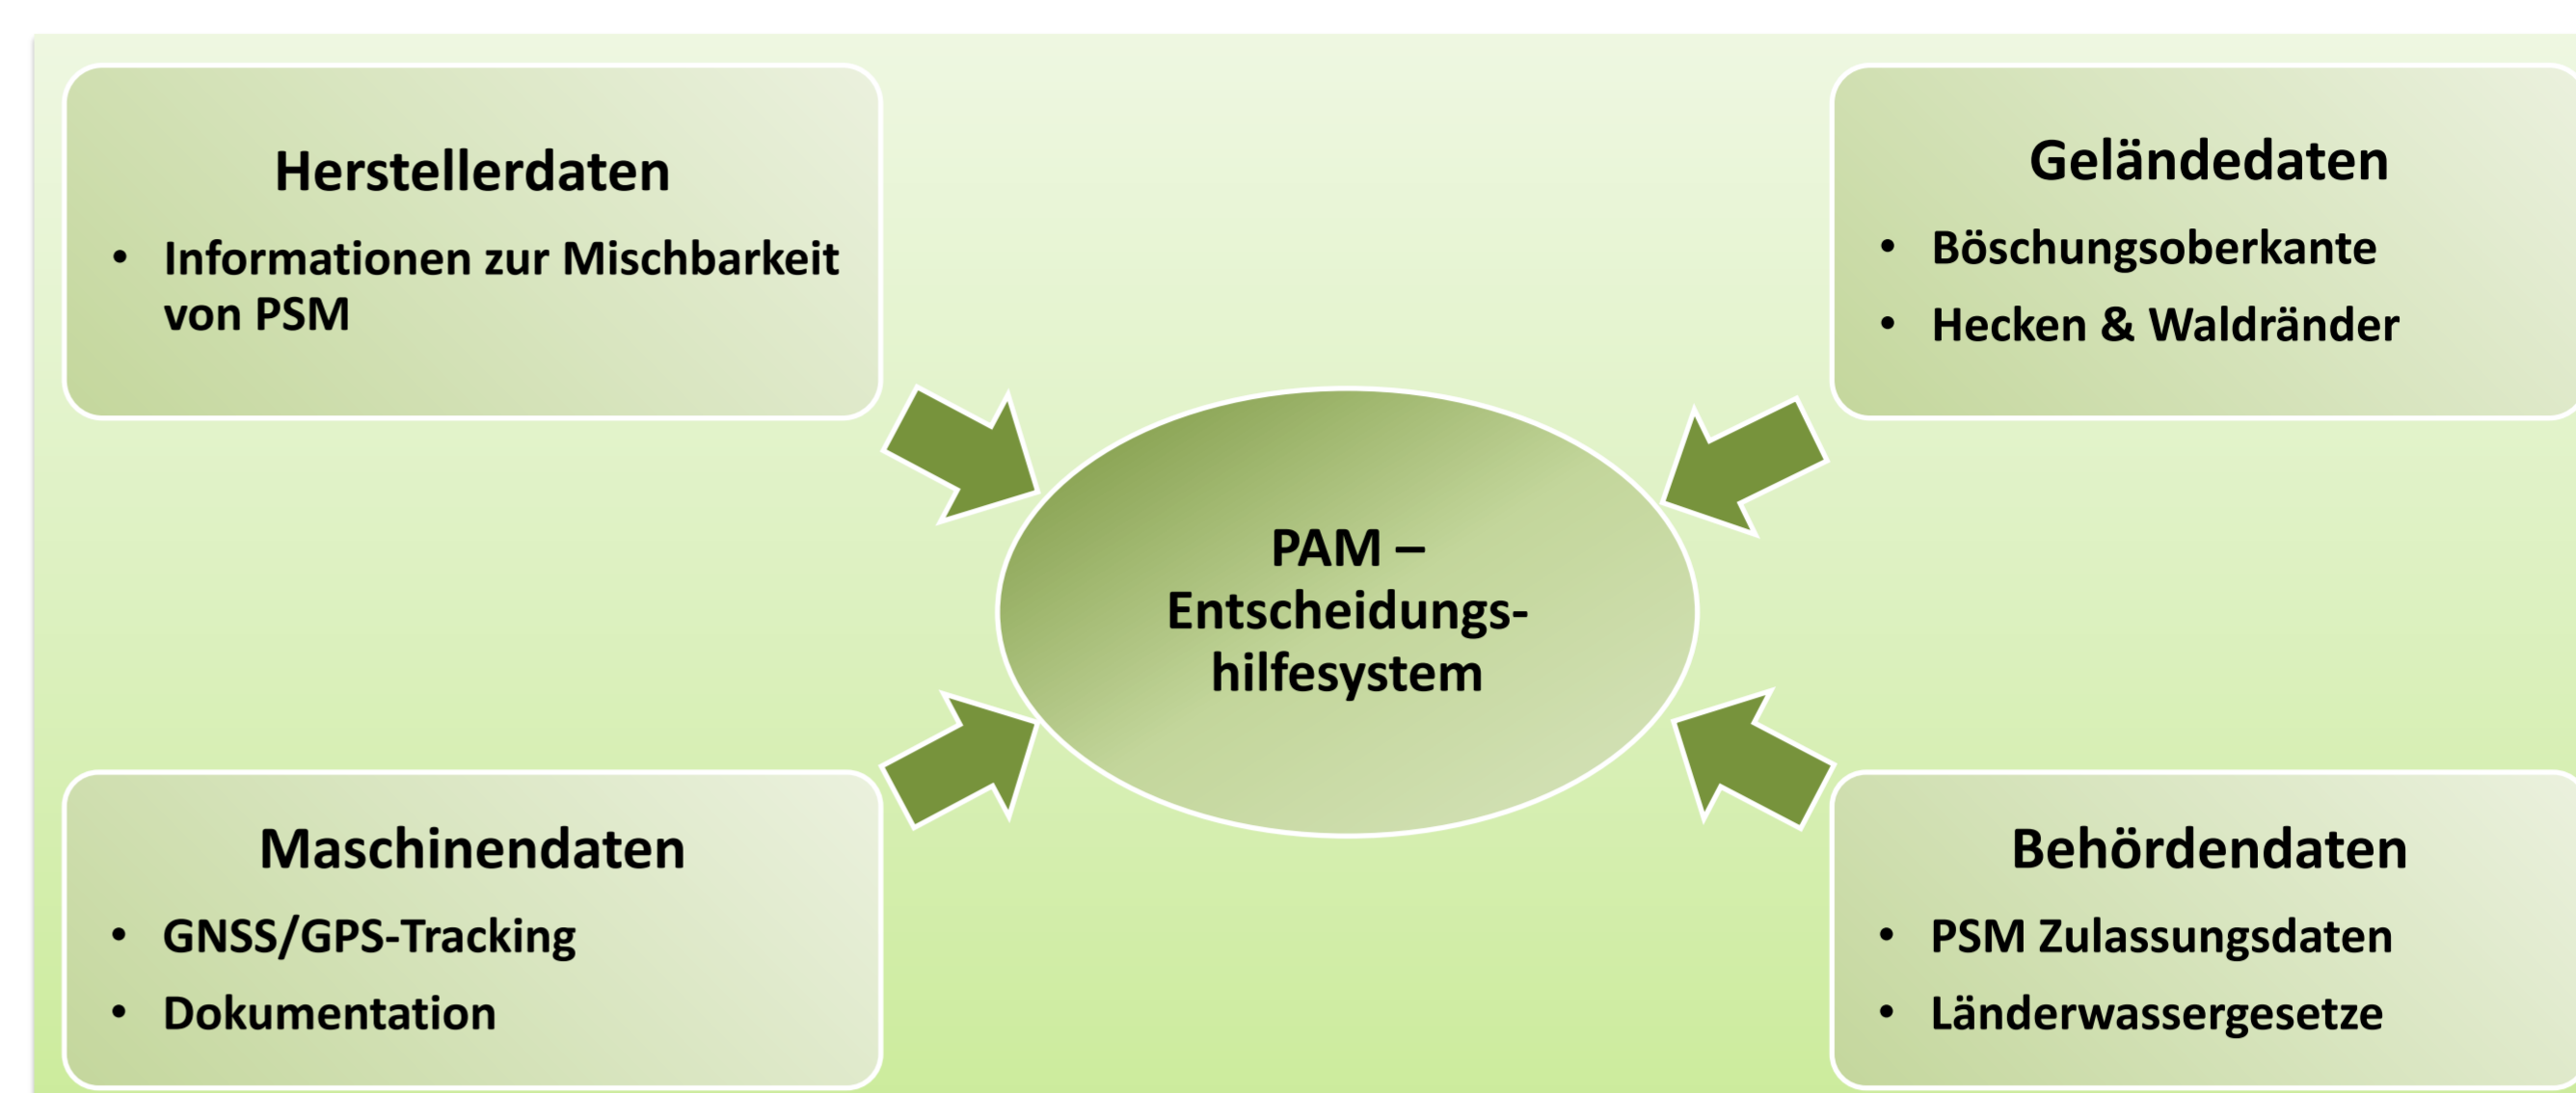 Herstellerdaten
• Informationen zur Mischbarkeit
von PSM
Geländedaten
• Böschungsoberkante
• Hecken & Waldränder
PAM –
Entscheidungs-
hilfesystem
Maschinendaten
• GNSS/GPS-Tracking
• Dokumentation
Behördendaten
• PSM Zulassungsdaten
• Länderwassergesetze